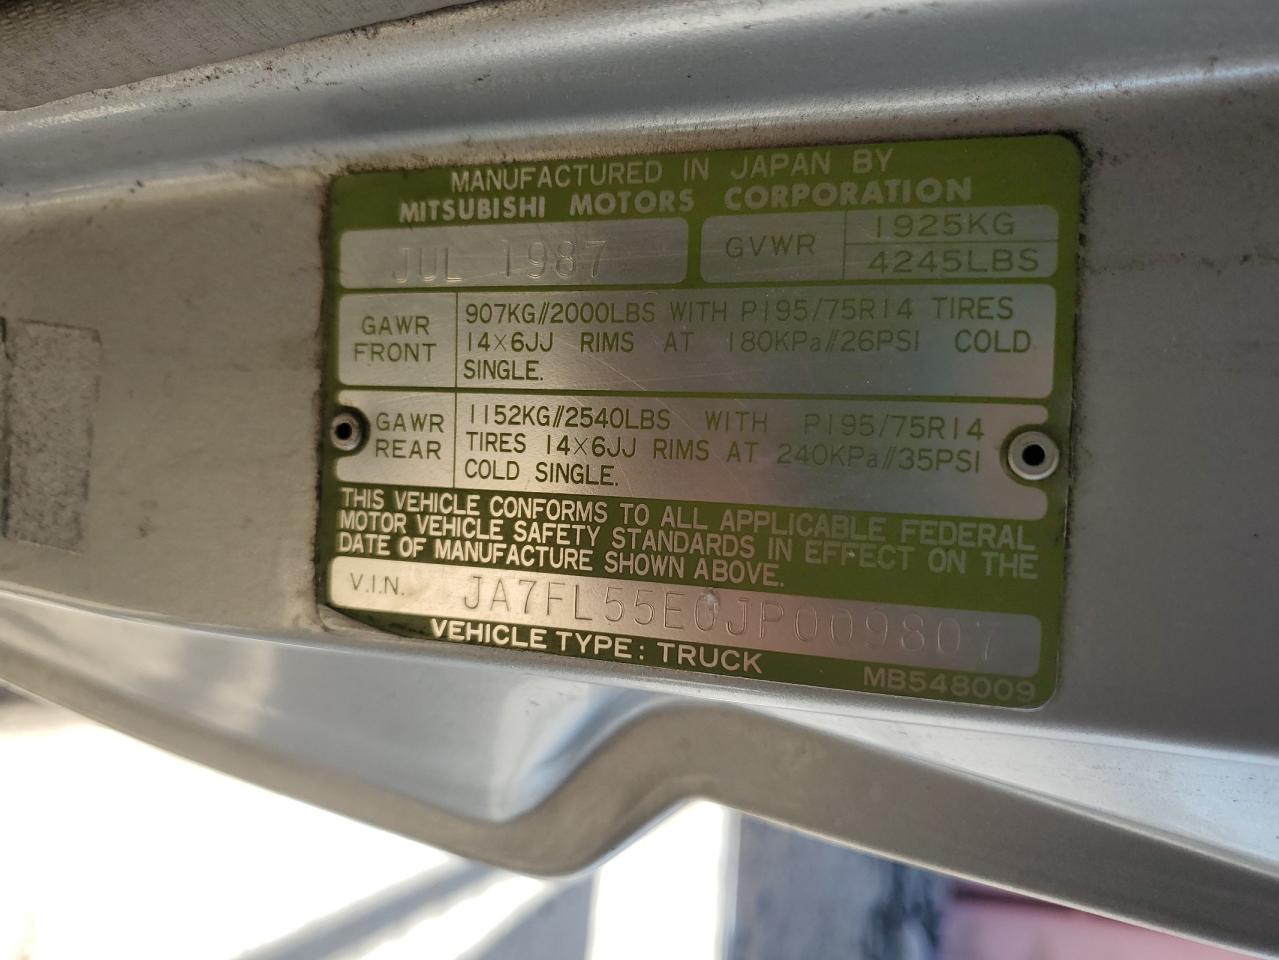 MANUFACTURED IN JAPAN BY
MITSUBISHI MOTORS CORPORATION
JUL 1987
GVWR
1925KG
4245LBS
GAWR
FRONT
907KG//2000LBS WITH P195/75R14 TIRES
14×6JJ RIMS AT 180KPa//26PSI COLD
SINGLE.
GAWR
REAR
1152KG//2540LBS WITH P195/75R14
TIRES 14×6JJ RIMS AT 240KPa//35PSI
COLD SINGLE.
THIS VEHICLE CONFORMS TO ALL APPLICABLE FEDERAL
MOTOR VEHICLE SAFETY STANDARDS IN EFFECT ON THE
DATE OF MANUFACTURE SHOWN ABOVE.
V.I.N. JA7FL55E0JP009807
VEHICLE TYPE: TRUCK
MB548009